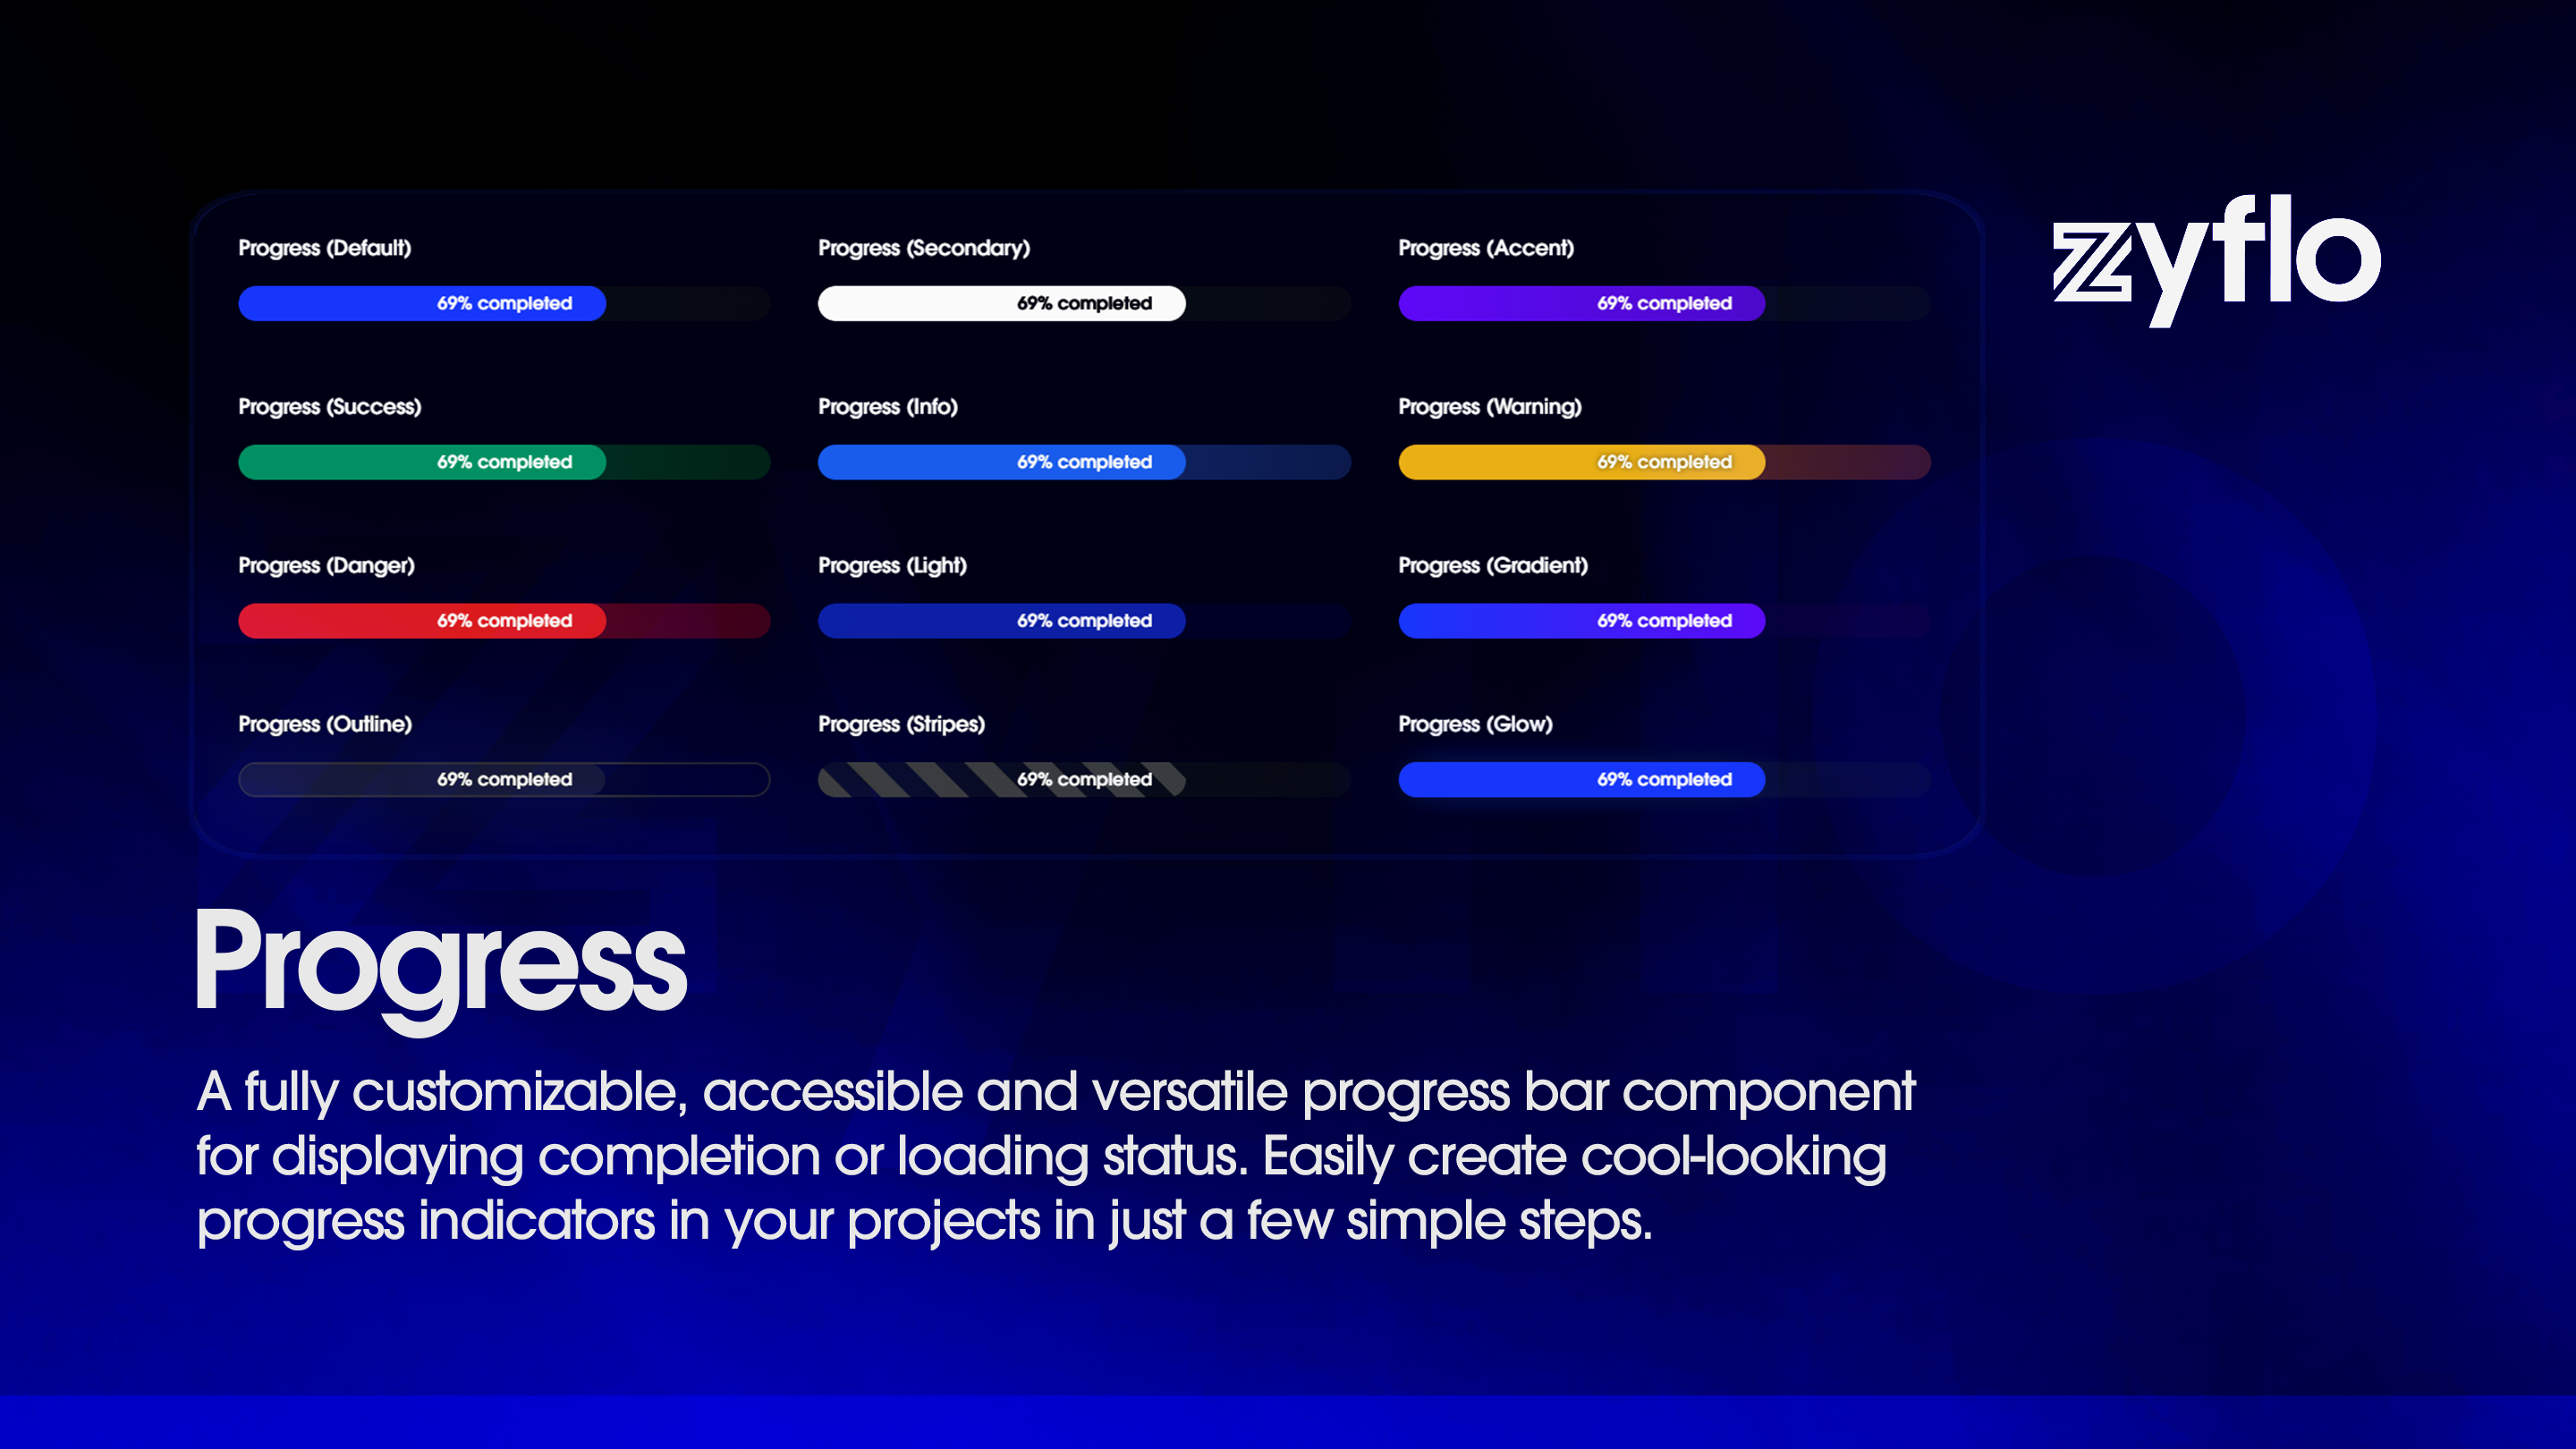 zyflo
Progress (Default)
69% completed
Progress (Secondary)
69% completed
Progress (Accent)
69% completed
Progress (Success)
69% completed
Progress (Info)
69% completed
Progress (Warning)
69% completed
Progress (Danger)
69% completed
Progress (Light)
69% completed
Progress (Gradient)
69% completed
Progress (Outline)
69% completed
Progress (Stripes)
69% completed
Progress (Glow)
69% completed
Progress
A fully customizable, accessible and versatile progress bar component
for displaying completion or loading status. Easily create cool-looking
progress indicators in your projects in just a few simple steps.